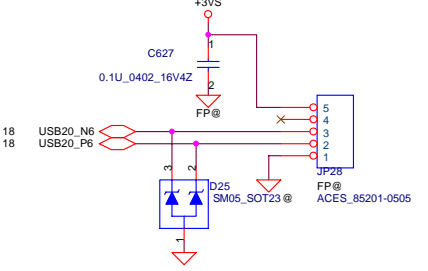 +3VS
1
C627
0.1U_0402_16V4Z
2
FP@
5
4
18 USB20_N6 3
18 USB20_P6 2
1
JP28
3 2
D25 FP@
SM05_SOT23@ ACES_85201-0505
1